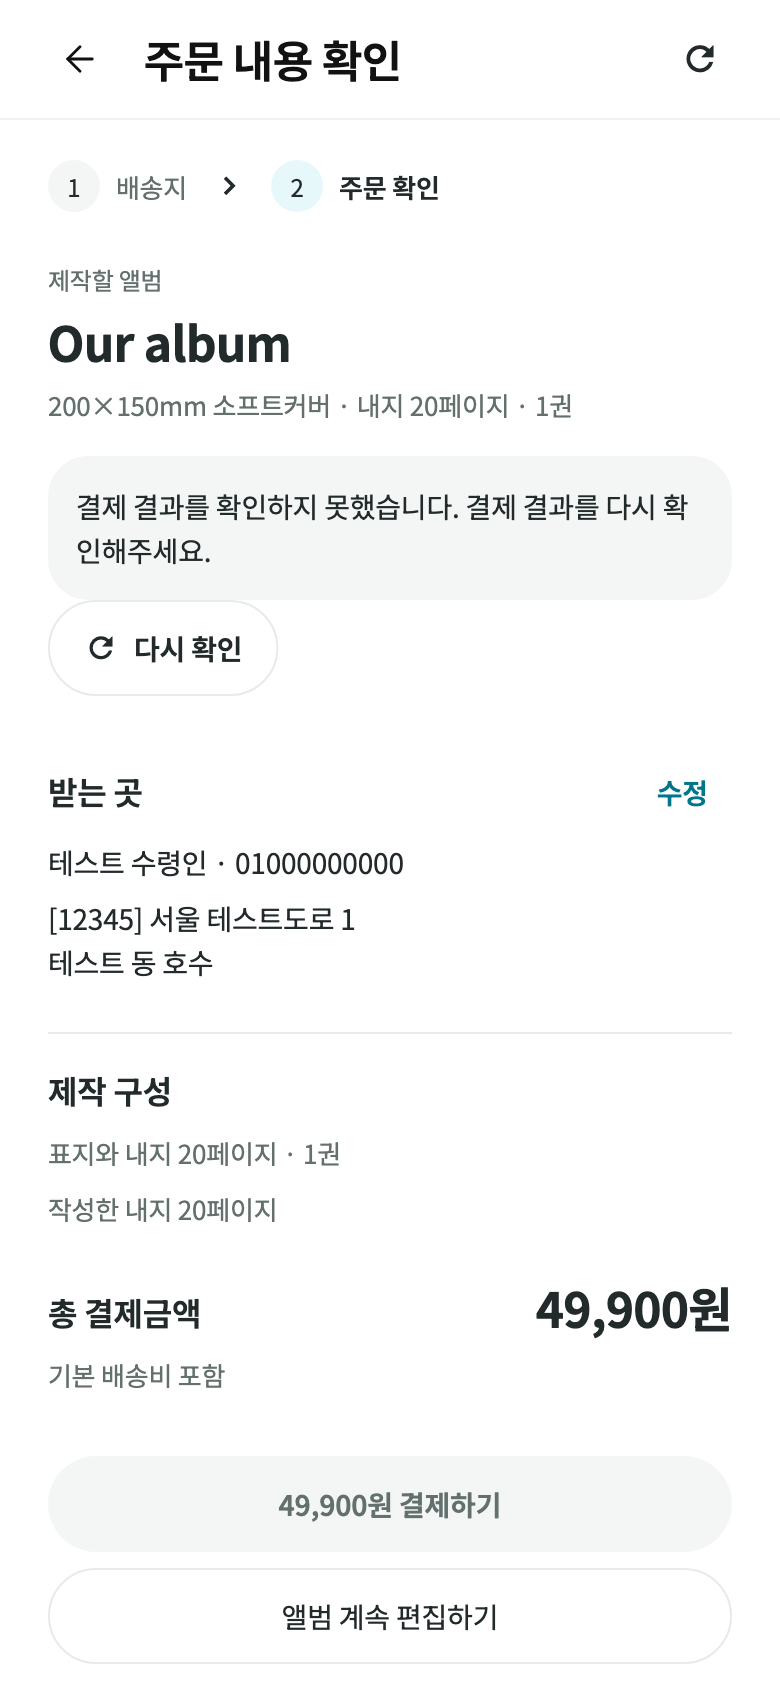 주문 내용 확인
1 배송지 2 주문 확인
제작할 앨범
Our album
200×150mm 소프트커버 · 내지 20페이지 · 1권
결제 결과를 확인하지 못했습니다. 결제 결과를 다시 확
인해주세요.
다시 확인
받는 곳 수정
테스트 수령인 · 01000000000
[12345] 서울 테스트도로 1
테스트 동 호수
제작 구성
표지와 내지 20페이지 · 1권
작성한 내지 20페이지
총 결제금액 49,900원
기본 배송비 포함
49,900원 결제하기
앨범 계속 편집하기